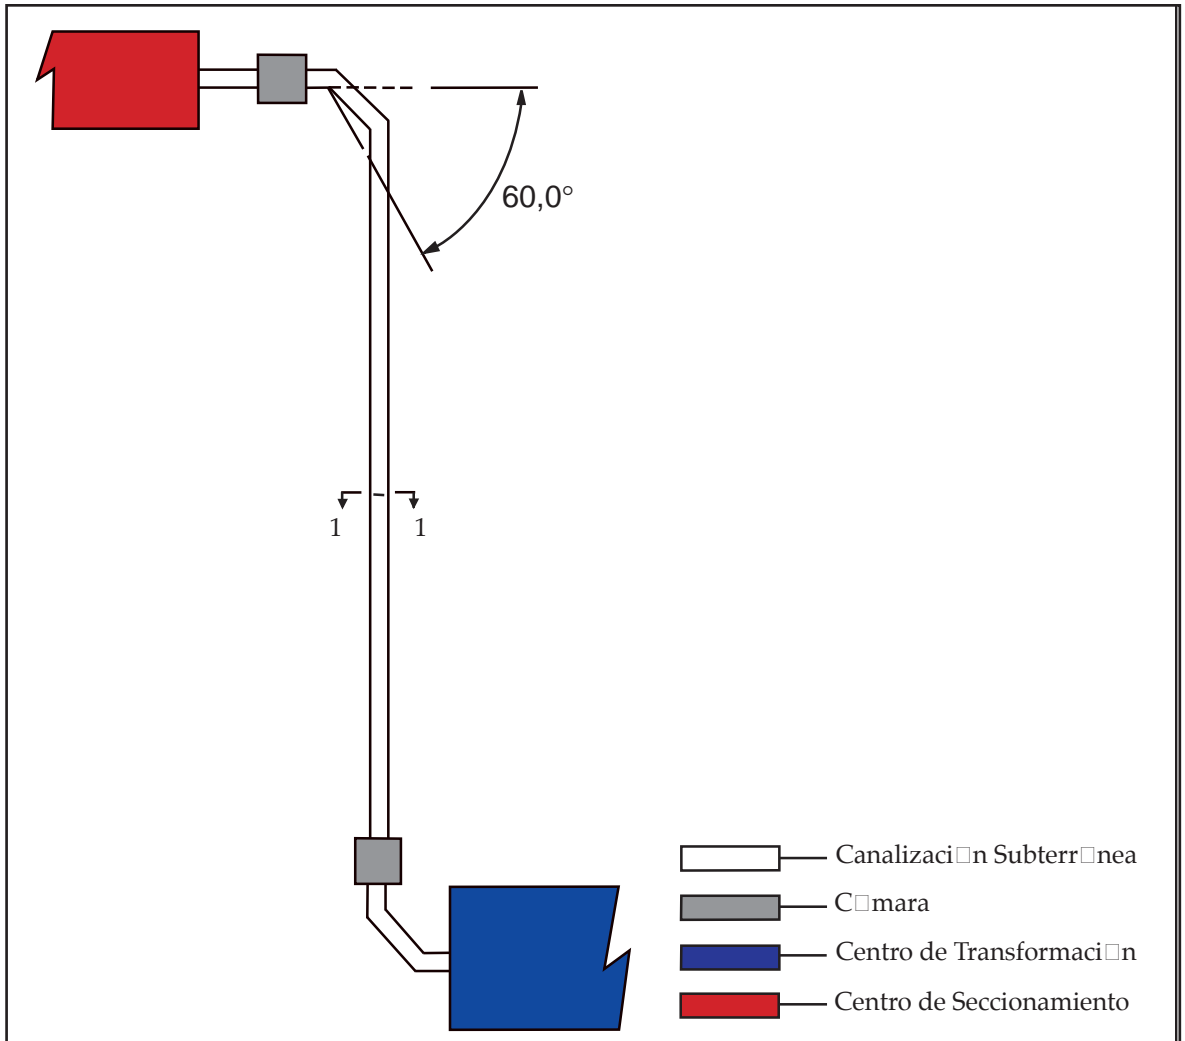 60,0°
1 1
Canalizaci□n Subterr□nea
C□mara
Centro de Transformaci□n
Centro de Seccionamiento